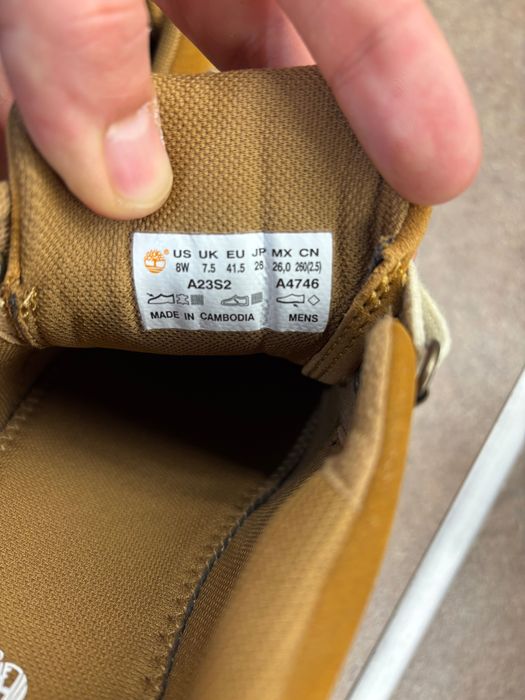 US UK EU JP MX CN
8W 7.5 41.5 26 26,0 260(2.5)
A23S2 A4746
MADE IN CAMBODIA MENS